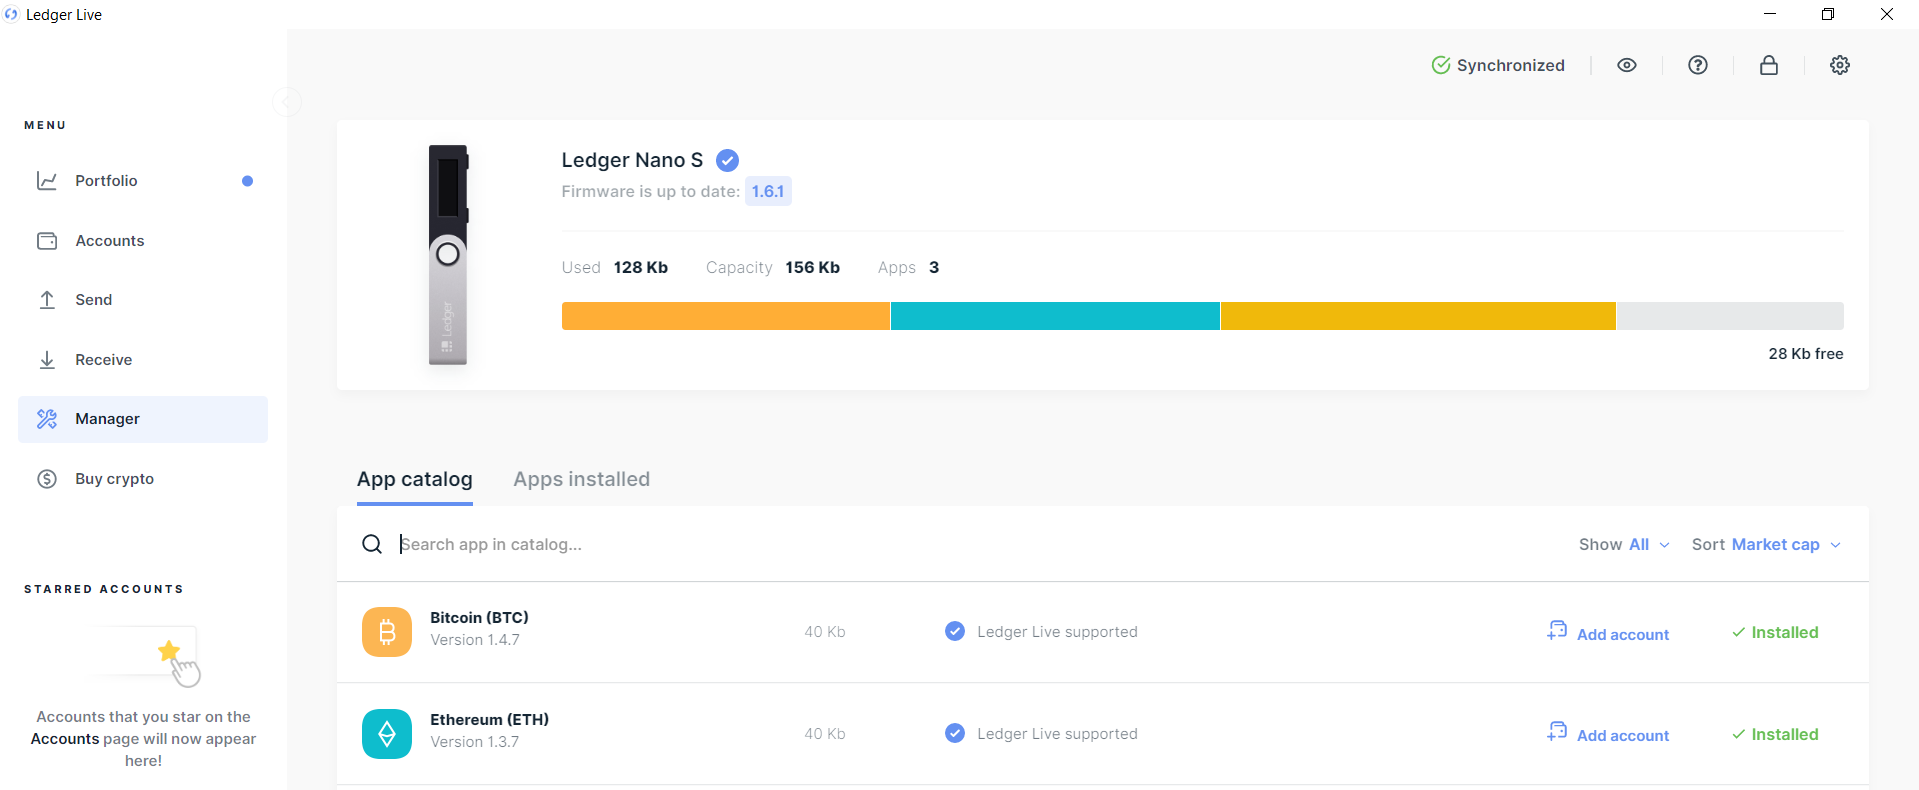 Ledger Live
Synchronized
MENU
Portfolio
Accounts
Send
Receive
Manager
Buy crypto
STARRED ACCOUNTS
Accounts that you star on the
Accounts page will now appear
here!
Ledger
Ledger Nano S
Firmware is up to date: 1.6.1
Used 128 Kb Capacity 156 Kb Apps 3
28 Kb free
App catalog Apps installed
Search app in catalog...
Show All Sort Market cap
Bitcoin (BTC)
Version 1.4.7
40 Kb
Ledger Live supported
Add account
Installed
Ethereum (ETH)
Version 1.3.7
40 Kb
Ledger Live supported
Add account
Installed